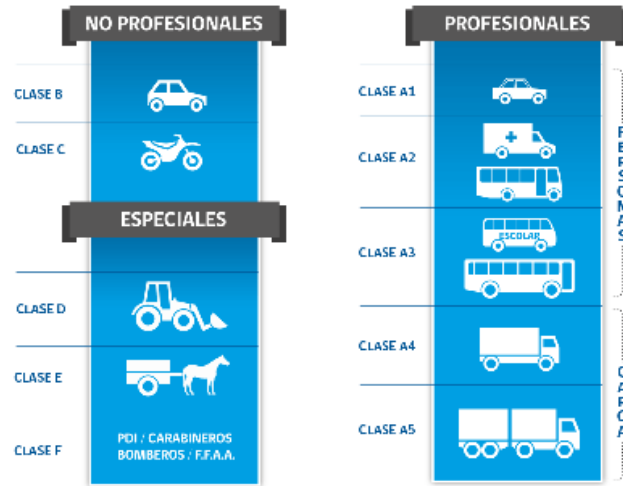 NO PROFESIONALES
CLASE B
CLASE C
ESPECIALES
CLASE D
CLASE E
CLASE F
PDI / CARABINEROS
BOMBEROS / F.F.A.A.
PROFESIONALES
CLASE A1
CLASE A2
CLASE A3
ESCOLAR
CLASE A4
CLASE A5